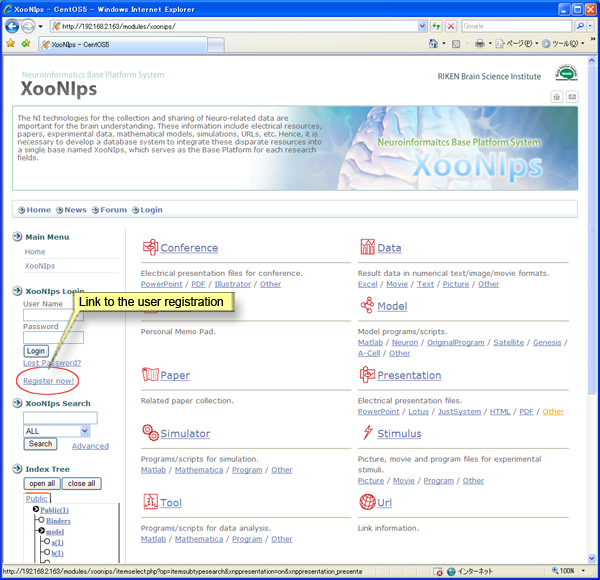 XooNIps - CentOS5 - Windows Internet Explorer
http://192.168.2.163/modules/xoonips/
Google
XooNIps - CentOS5
ページ(P)
ツール(O)
Neuroinformatics Base Platform System
XooNIps
RIKEN Brain Science Institute
The NI technologies for the collection and sharing of Neuro-related data are
important for the brain understanding. These information include electrical resources,
papers, experimental data, mathematical models, simulations, URLs, etc. Hence, it is
necessary to develop a database system to integrate these disparate resources into
a single base named XooNIps, which serves as the Base Platform for each research
fields.
Neuroinformaitcs Base Platform System
XooNIps
Home News Forum Login
Main Menu
Home
XooNIps
XooNIps Login
User Name
Password
Login
Lost Password?
Register now!
Link to the user registration
XooNIps Search
ALL
Search Advanced
Index Tree
open all close all
Public
Public(1)
Binders
model
a(1)
b(1)
Conference
Electrical presentation files for conference.
PowerPoint / PDF / Illustrator / Other
Data
Result data in numerical text/image/movie formats.
Excel / Movie / Text / Picture / Other
Personal Memo Pad.
Model
Model programs/scripts.
Matlab / Neuron / OriginalProgram / Satellite / Genesis /
A-Cell / Other
Paper
Related paper collection.
Presentation
Electrical presentation files.
PowerPoint / Lotus / JustSystem / HTML / PDF / Other
Simulator
Programs/scripts for simulation.
Matlab / Mathematica / Program / Other
Stimulus
Picture, movie and program files for experimental
stimuli.
Picture / Movie / Program / Other
Tool
Programs/scripts for data analysis.
Matlab / Mathematica / Program / Other
Url
Link information.
http://192.168.2.163/modules/xoonips/itemselect.php?op=itemsubtypesearch&xnppresentation=on&xnppresentation_presenta
インターネット
100%